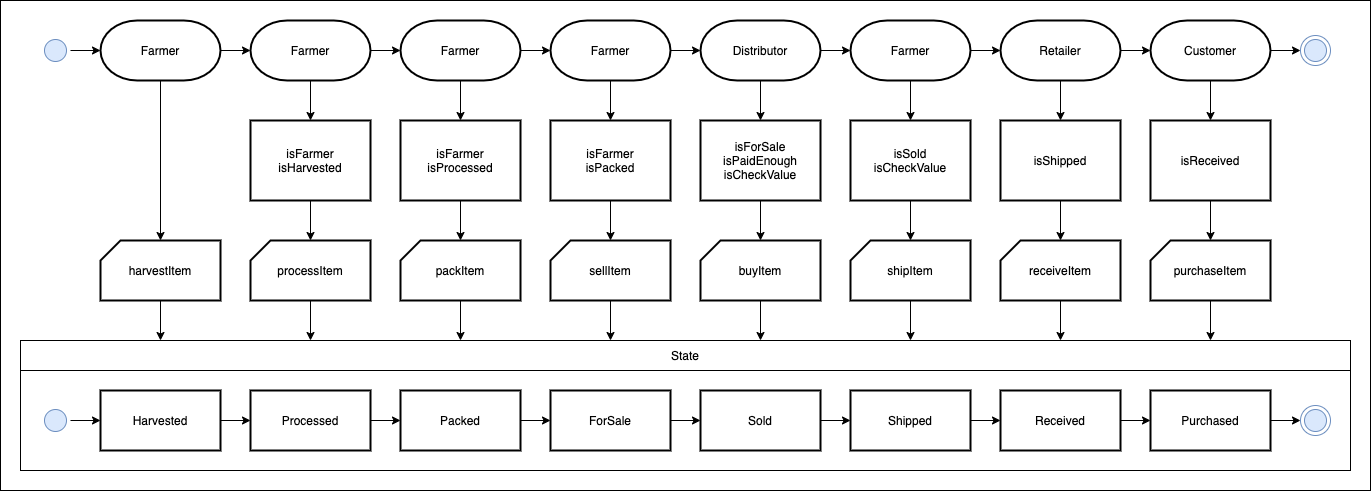 Farmer
Farmer
Farmer
Farmer
Distributor
Farmer
Retailer
Customer
isFarmer
isHarvested
isFarmer
isProcessed
isFarmer
isPacked
isForSale
isPaidEnough
isCheckValue
isSold
isCheckValue
isShipped
isReceived
harvestItem
processItem
packItem
sellItem
buyItem
shipItem
receiveItem
purchaseItem
State
Harvested
Processed
Packed
ForSale
Sold
Shipped
Received
Purchased